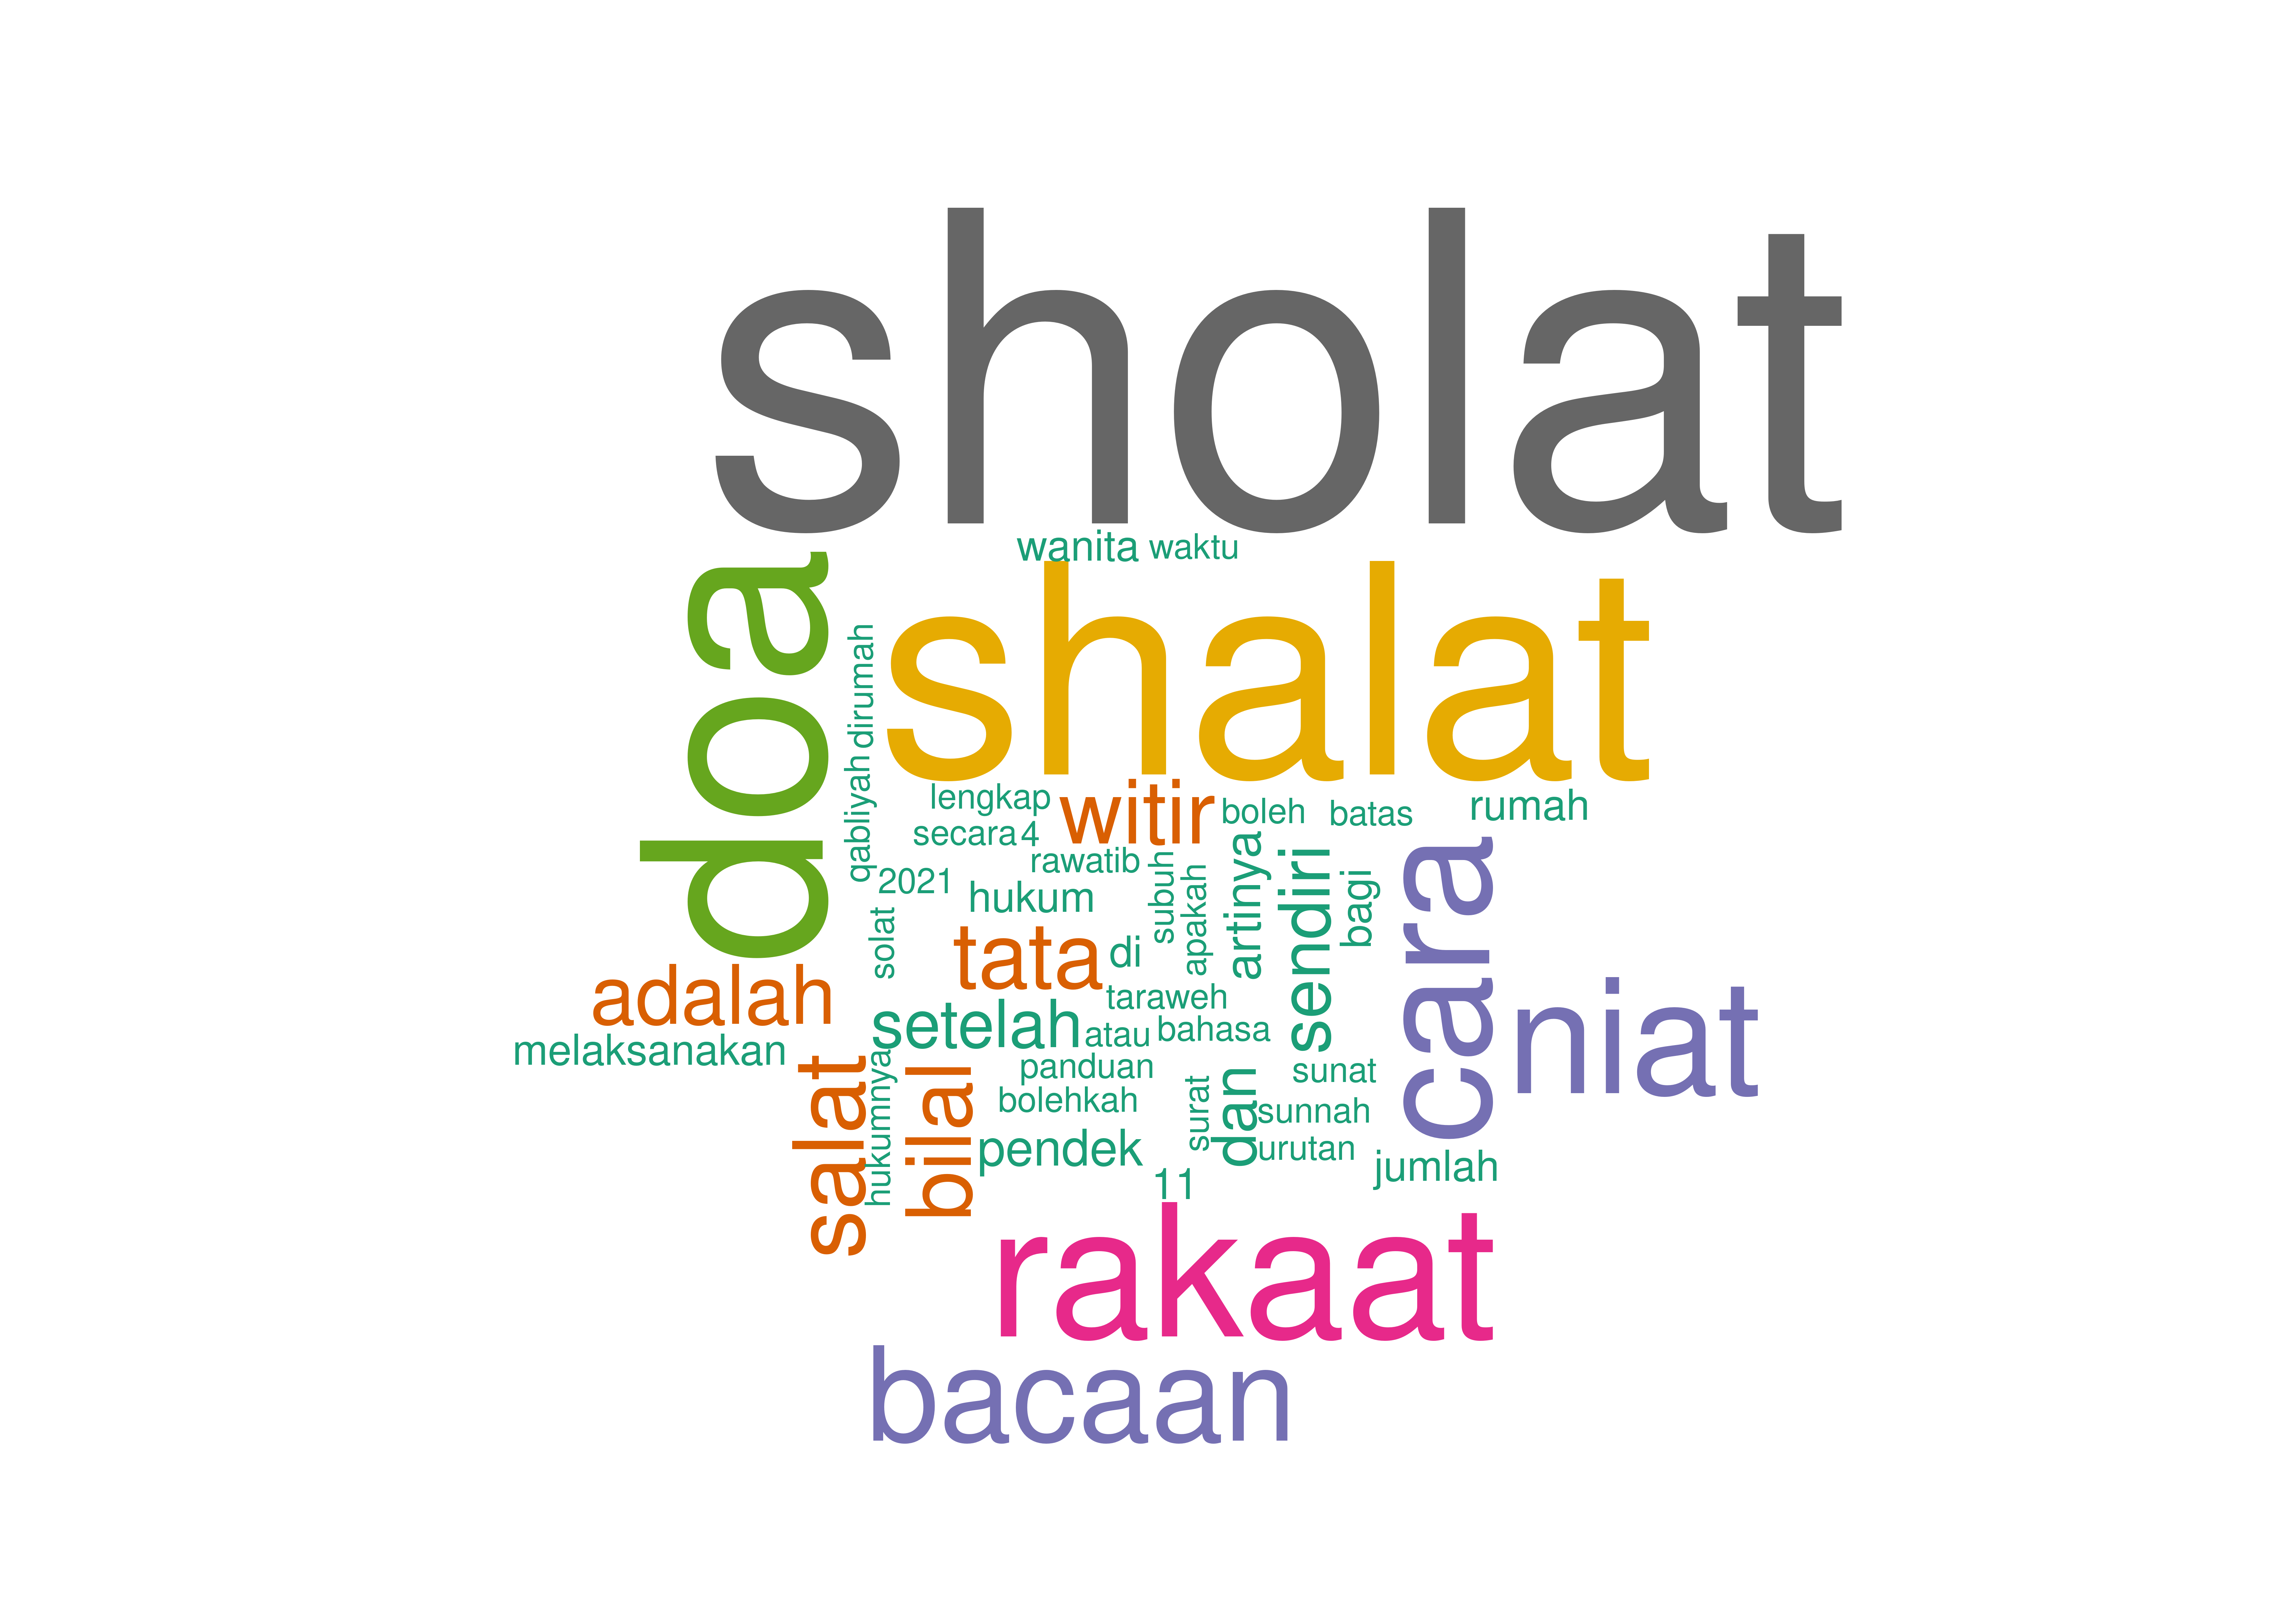 sholat
wanita
waktu
doa
shalat
dirumah
qabliyah
lengkap
witir
boleh
batas
rumah
secara
4
rawatib
2021
hukum
subuh
apakah
artinya
sendiri
bagi
cara
solat
tata
di
adalah
niat
taraweh
setelah
atau
bahasa
melaksanakan
panduan
sunat
salat
hukumnya
bilal
bolehkah
surat
dan
sunnah
pendek
urutan
jumlah
11
rakaat
bacaan